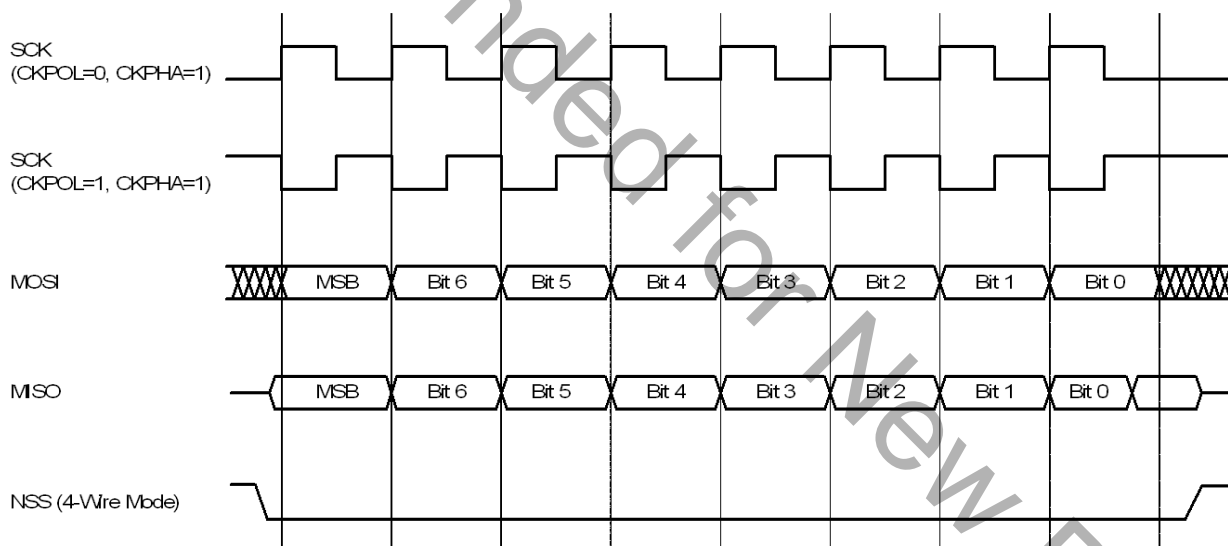 SCK
(CKPOL=0, CKPHA=1)
SCK
(CKPOL=1, CKPHA=1)
MOSI
MSB Bit 6 Bit 5 Bit 4 Bit 3 Bit 2 Bit 1 Bit 0
MISO
MSB Bit 6 Bit 5 Bit 4 Bit 3 Bit 2 Bit 1 Bit 0
NSS (4-Wire Mode)
for New